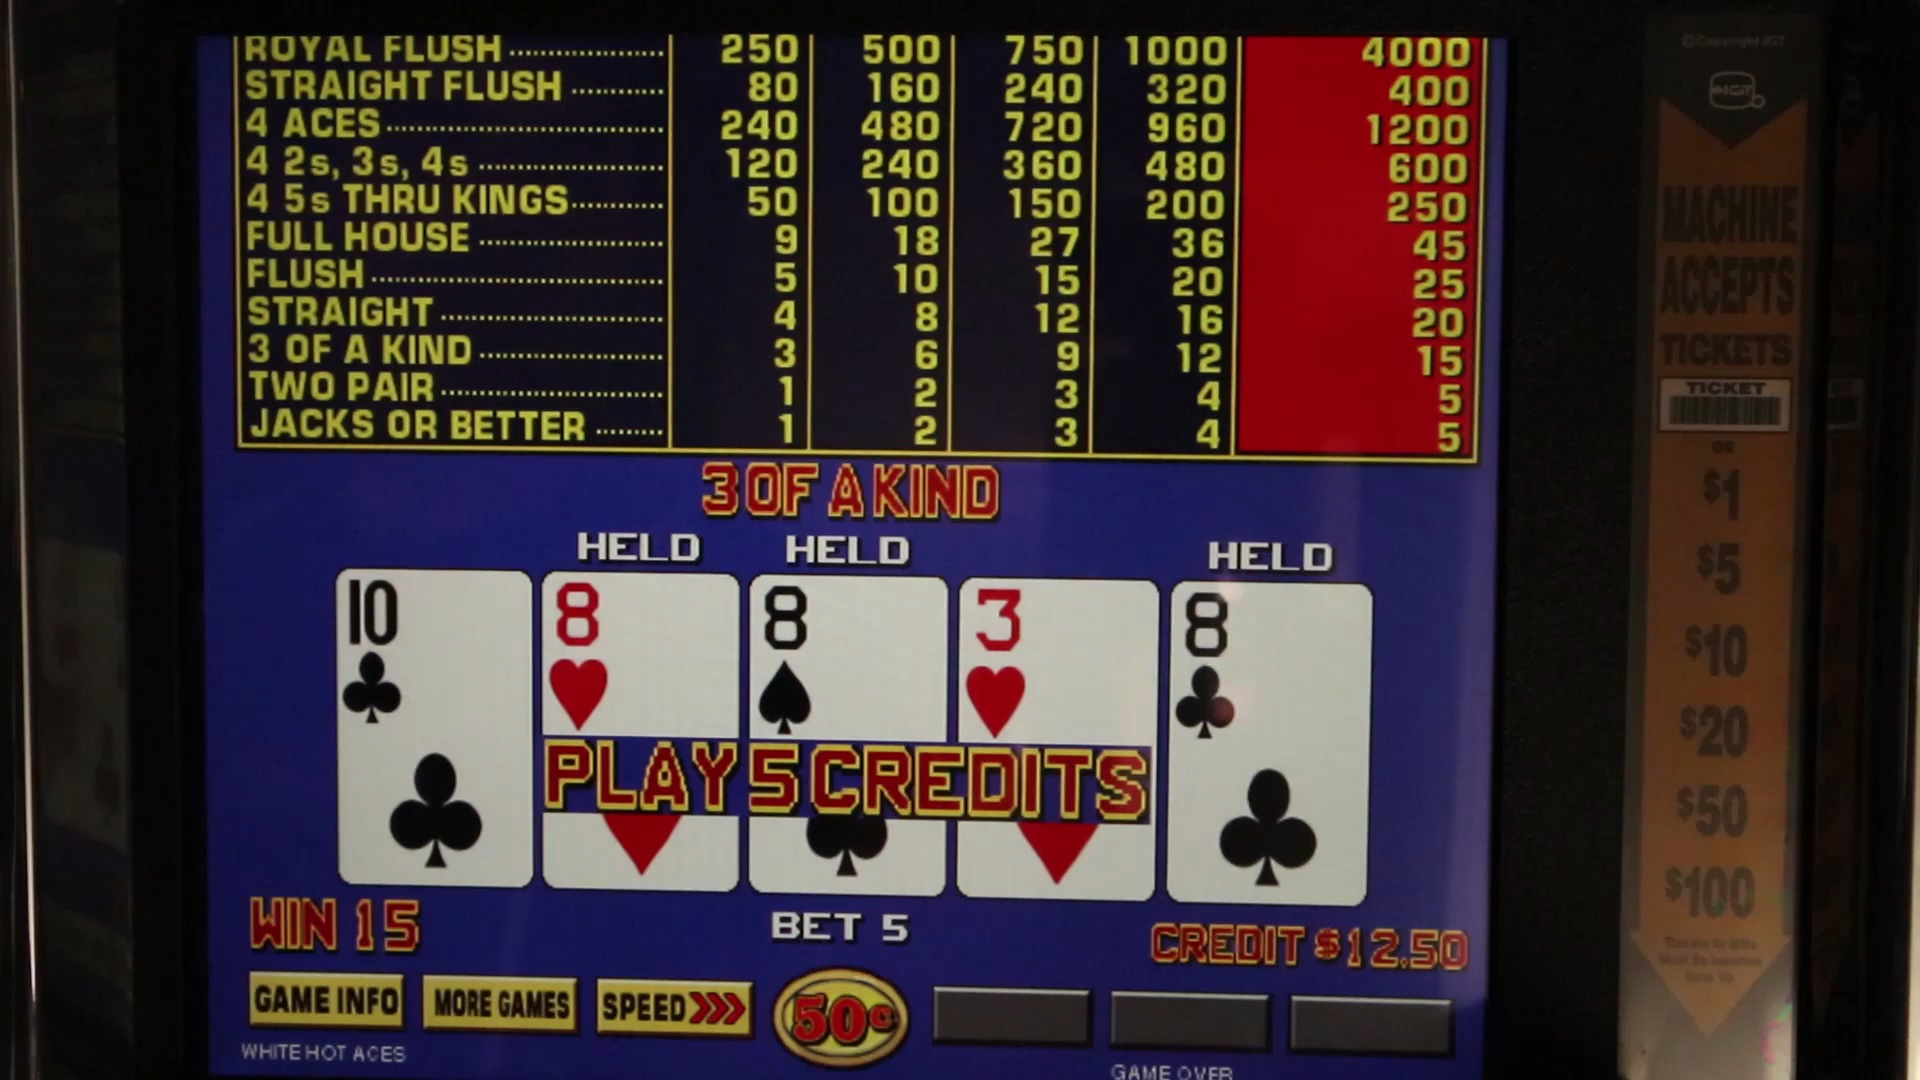 ROYAL FLUSH 250 500 750 1000 4000
STRAIGHT FLUSH 80 160 240 320 400
4 ACES 240 480 720 960 1200
4 2s, 3s, 4s 120 240 360 480 600
4 5s THRU KINGS 50 100 150 200 250
FULL HOUSE 9 18 27 36 45
FLUSH 5 10 15 20 25
STRAIGHT 4 8 12 16 20
3 OF A KIND 3 6 9 12 15
TWO PAIR 1 2 3 4 5
JACKS OR BETTER 1 2 3 4 5
3 OF A KIND
HELD HELD HELD
10 8 8 3 8
PLAY 5 CREDITS
WIN 15 BET 5 CREDIT $12.50
GAME INFO MORE GAMES SPEED 50¢
WHITE HOT ACES
GAME OVER
©Copyright IGT
IGT
MACHINE
ACCEPTS
TICKETS
TICKET
OR
$1
$5
$10
$20
$50
$100